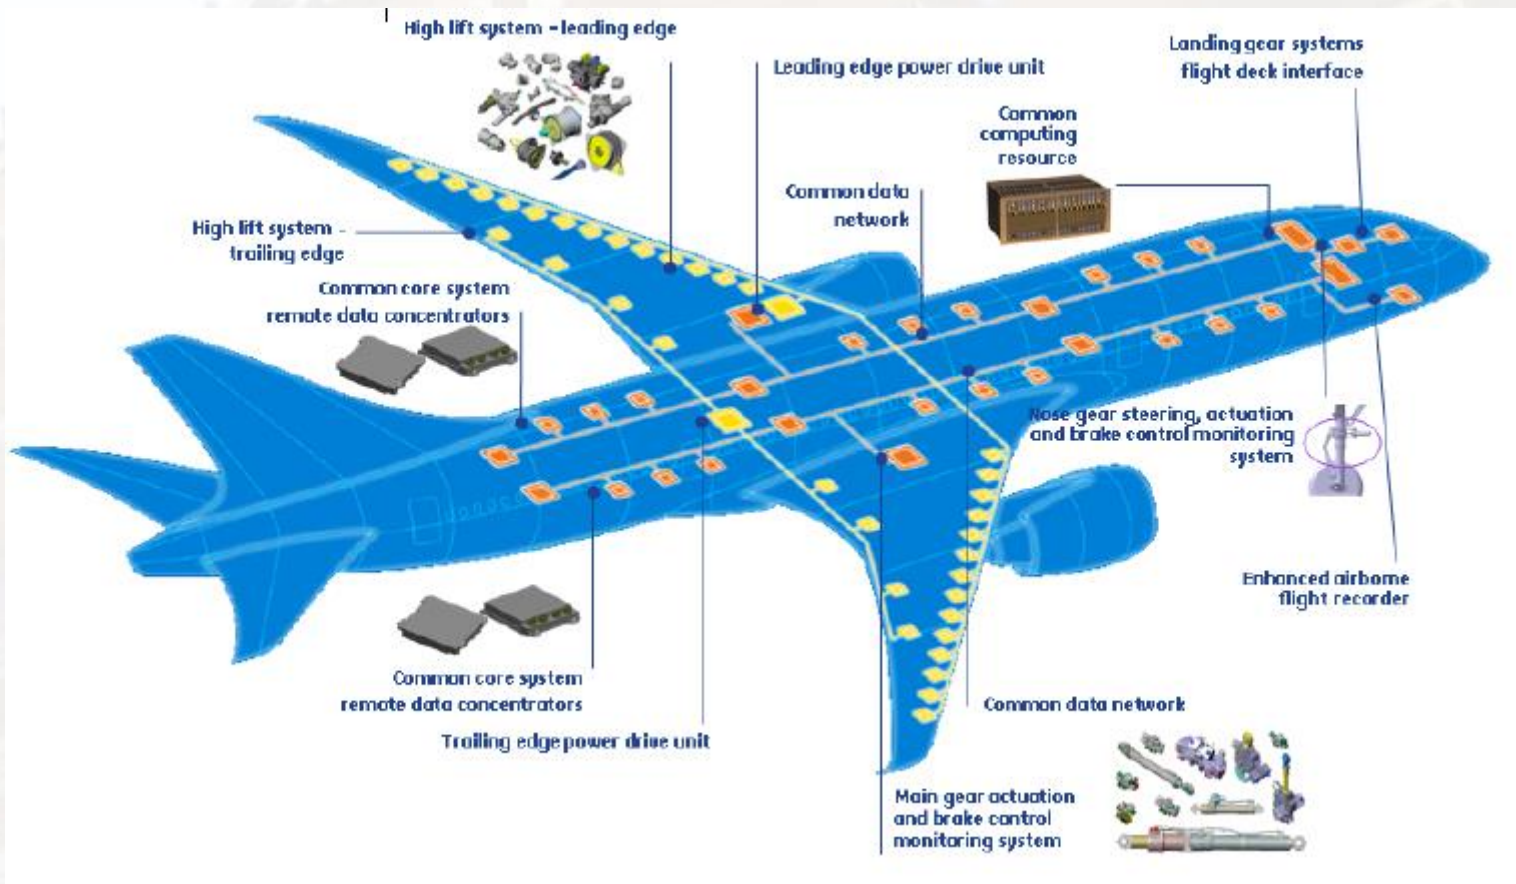 High lift system - leading edge
Leading edge power drive unit
Landing gear systems
flight deck interface
Common
computing
resource
Common data
network
High lift system -
trailing edge
Common core system
remote data concentrators
Nose gear steering, actuation
and brake control monitoring
system
Enhanced airborne
flight recorder
Common core system
remote data concentrators
Trailing edge power drive unit
Common data network
Main gear actuation
and brake control
monitoring system